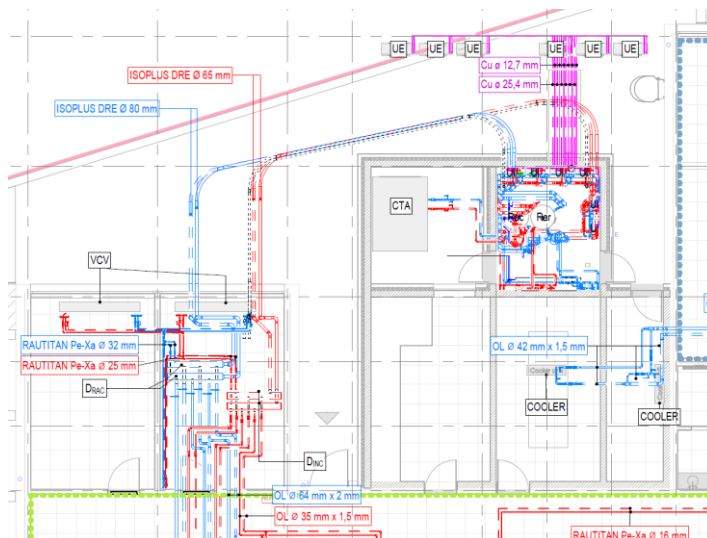 UE
UE
UE
UE
UE
UE
Cu ø 12,7 mm
ISOPLUS DRE Ø 65 mm
Cu ø 25,4 mm
ISOPLUS DRE Ø 80 mm
CTA
Rer
VCV
RAUTITAN Pe-Xa Ø 32 mm
OL Ø 42 mm x 1,5 mm
RAUTITAN Pe-Xa Ø 25 mm
DRAC
COOLER
COOLER
DINC
OL Ø 64 mm x 2 mm
OL Ø 35 mm x 1,5 mm
RAUTITAN Pe-Xa Ø 16 mm